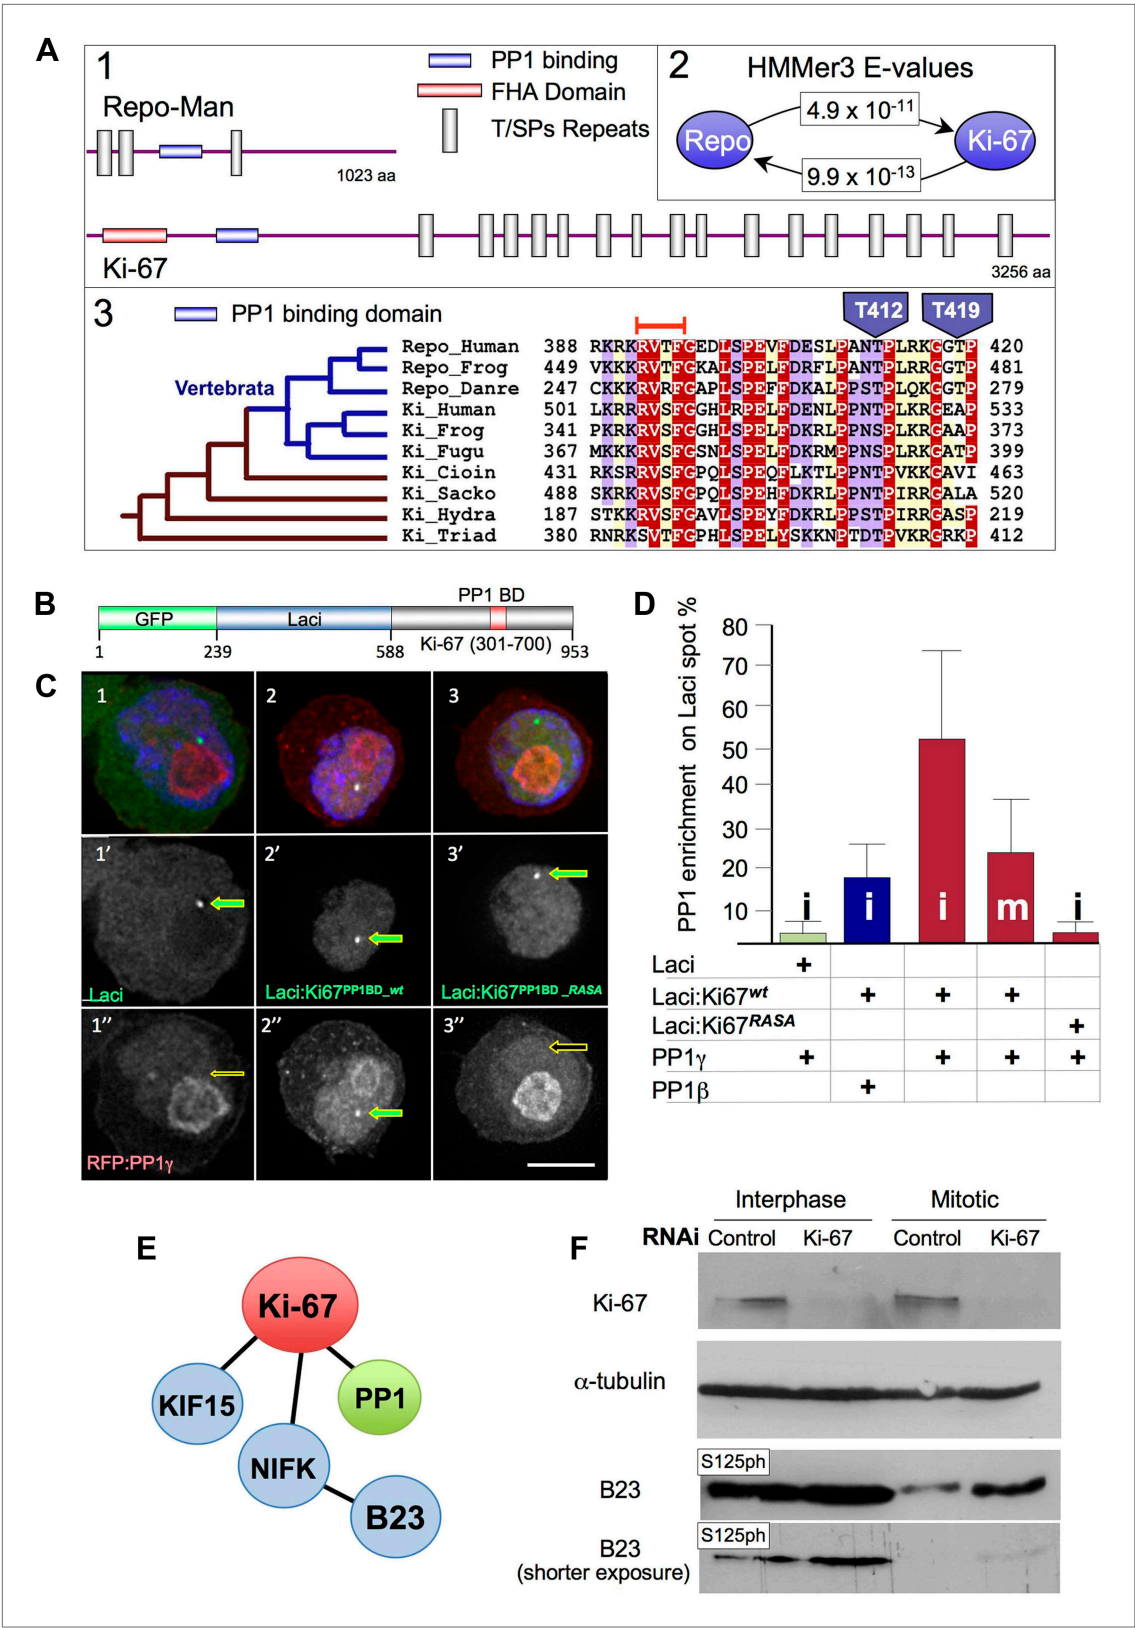 A
1
PP1 binding
FHA Domain
T/SPs Repeats
Repo-Man
1023 aa
2
HMMer3 E-values
Repo
4.9 x 10-11
Ki-67
9.9 x 10-13
Ki-67
3256 aa
3
PP1 binding domain
T412
T419
Vertebrata
Repo_Human 388 RKRKRVTFGEDLSPEVFDESLPANTPLRKGGTP 420
Repo_Frog 449 VKKKRVTFGKALSPEIFDRFLPANTPLRKGGTP 481
Repo_Danre 247 CKKKRVRFGAPLSPEFFDKALPPSTPLQKGGTP 279
Ki_Human 501 LKRRRVSFGGHLRPELFDENLPPNTPLKRGEAP 533
Ki_Frog 341 PKRKRVSFGGHLSPELFDKRLPPNSPLKRGAAP 373
Ki_Fugu 367 MKKKRVSFGSNLSPELFDKRMPPNSPLKRGATP 399
Ki_Cioin 431 RKSRRVSFGPQLSPEQFLKTLPPNTPVKKGAVI 463
Ki_Sacko 488 SKRKRVSFGPQLSPEHFDKRLPPNTPIRRGALA 520
Ki_Hydra 187 STKKRVSFGAVLSPEYFDKRLPPSTPIRRGASP 219
Ki_Triad 380 RNRKSVTFGPHLSPELYSKKNPTDTPVKRGRKP 412
B
PP1 BD
GFP
Laci
Ki-67 (301-700)
1
239
588
953
C
1
2
3
1′
2′
3′
Laci
Laci:Ki67PP1BD_wt
Laci:Ki67PP1BD_RASA
1″
2″
3″
RFP:PP1γ
D
PP1 enrichment on Laci spot %
80
70
60
50
40
30
20
10
i
i
i
m
i
Laci +
Laci:Ki67wt + + +
Laci:Ki67RASA +
PP1γ + + + +
PP1β +
E
Ki-67
KIF15
PP1
NIFK
B23
F
Interphase
Mitotic
RNAi Control Ki-67 Control Ki-67
Ki-67
α-tubulin
S125ph
B23
S125ph
B23
(shorter exposure)